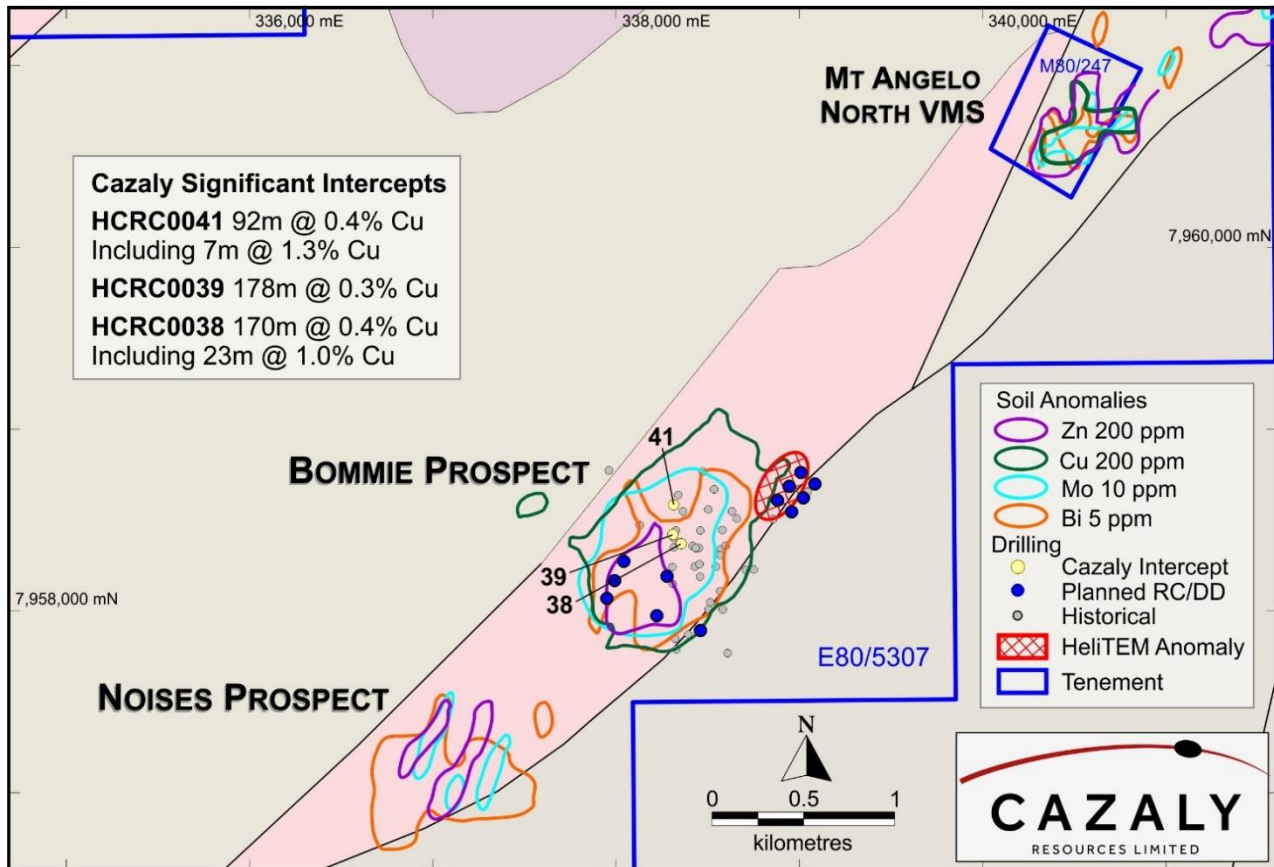 336,000 mE
338,000 mE
340,000 mE
M80/247
MT ANGELO
NORTH VMS
Cazaly Significant Intercepts
HCRC0041 92m @ 0.4% Cu
Including 7m @ 1.3% Cu
HCRC0039 178m @ 0.3% Cu
HCRC0038 170m @ 0.4% Cu
Including 23m @ 1.0% Cu
7,960,000 mN
41
BOMMIE PROSPECT
39
38
7,958,000 mN
E80/5307
NOISES PROSPECT
Soil Anomalies
Zn 200 ppm
Cu 200 ppm
Mo 10 ppm
Bi 5 ppm
Drilling
Cazaly Intercept
Planned RC/DD
Historical
HeliTEM Anomaly
Tenement
N
0 0.5 1
kilometres
CAZALY
RESOURCES LIMITED